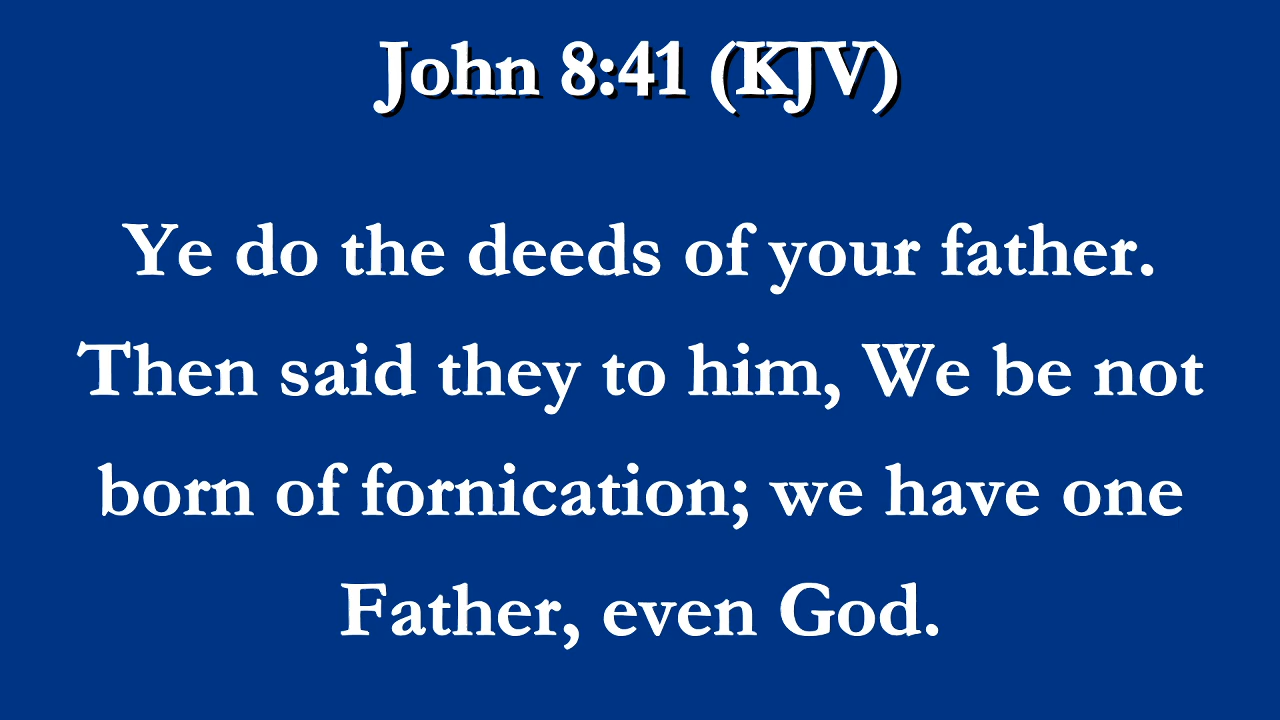 John 8:41 (KJV)
Ye do the deeds of your father.
Then said they to him, We be not
born of fornication; we have one
Father, even God.